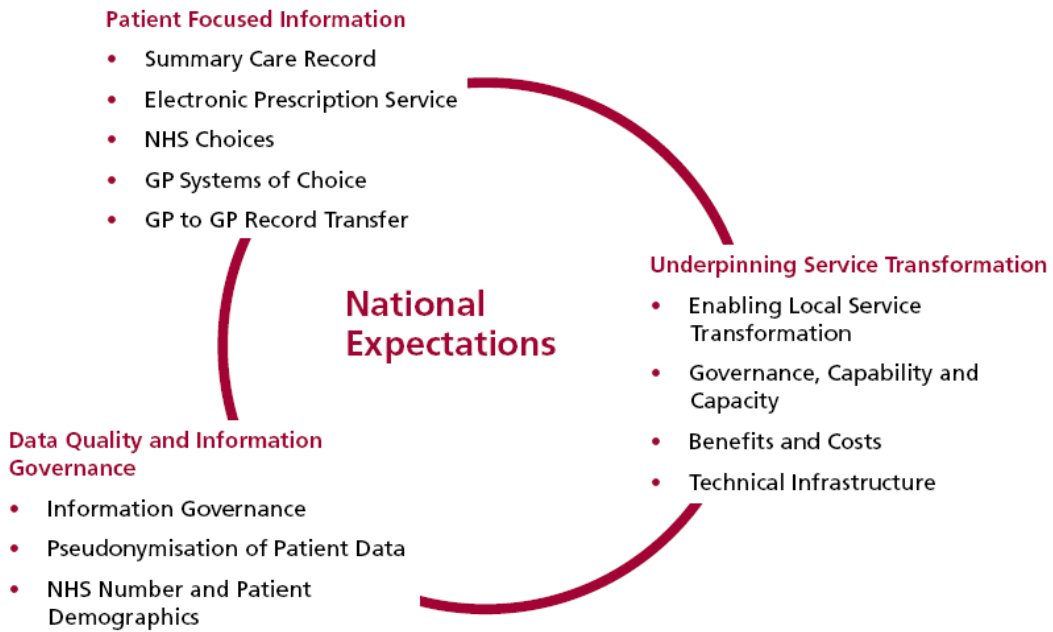 Patient Focused Information
• Summary Care Record
• Electronic Prescription Service
• NHS Choices
• GP Systems of Choice
• GP to GP Record Transfer
National
Expectations
Underpinning Service Transformation
• Enabling Local Service
Transformation
• Governance, Capability and
Capacity
• Benefits and Costs
• Technical Infrastructure
Data Quality and Information
Governance
• Information Governance
• Pseudonymisation of Patient Data
• NHS Number and Patient
Demographics